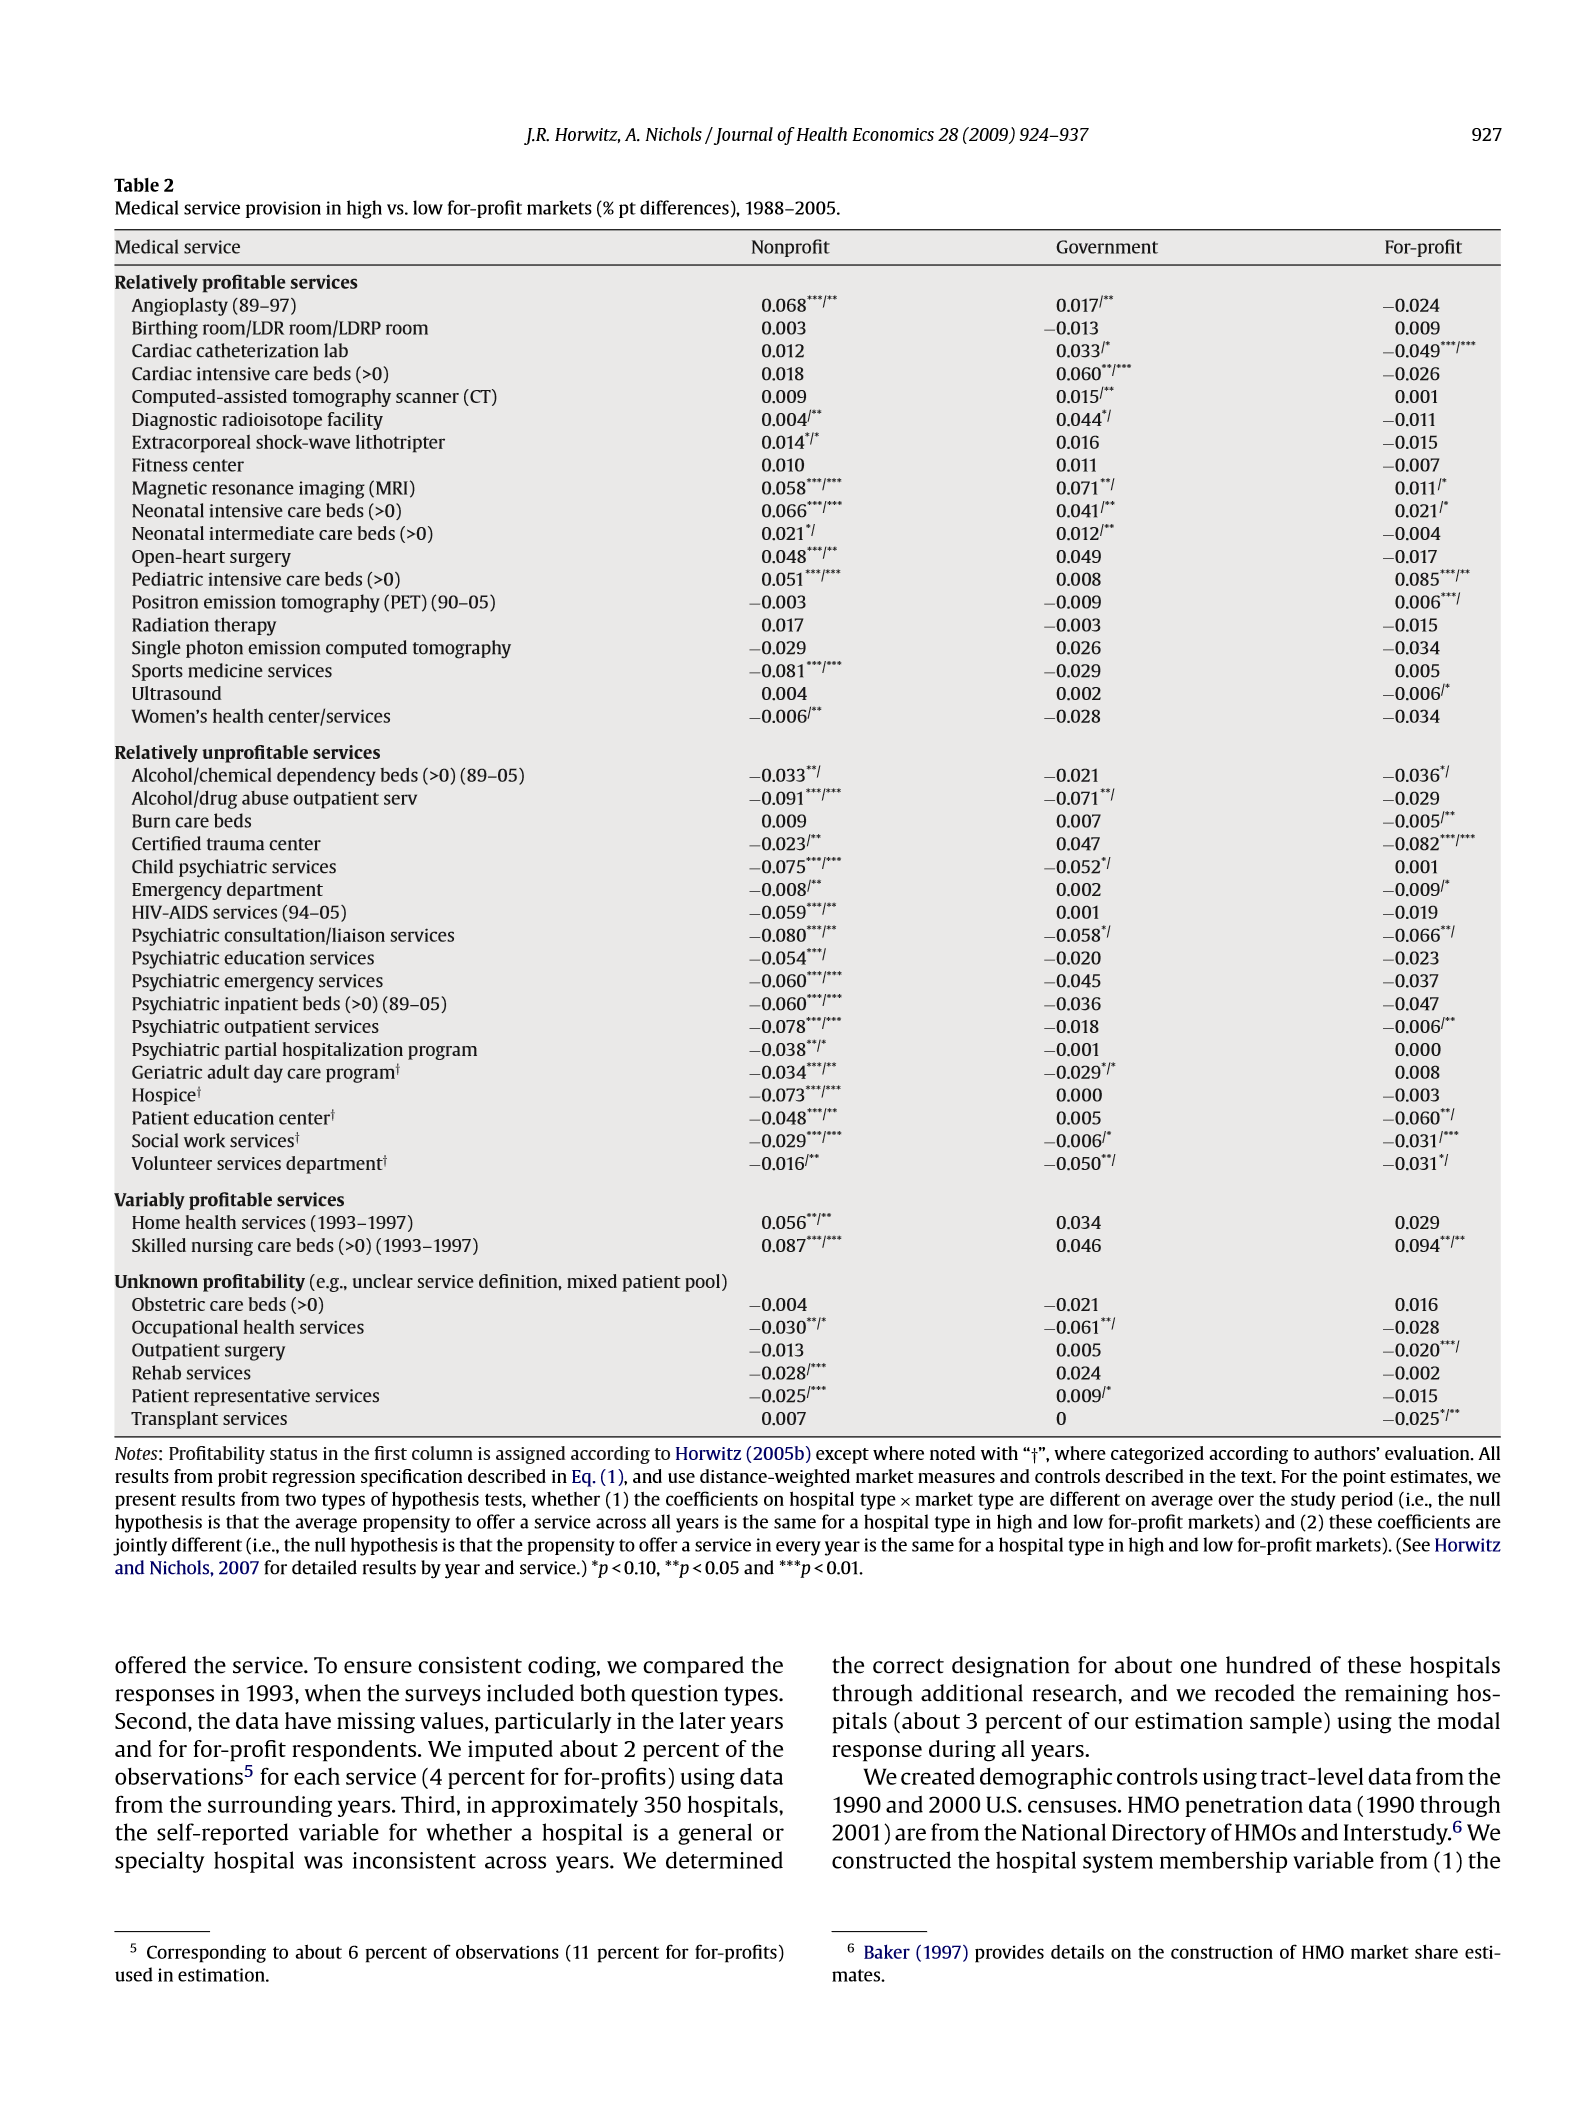 J.R. Horwitz, A. Nichols / Journal of Health Economics 28 (2009) 924–937 927
Table 2
Medical service provision in high vs. low for-profit markets (% pt differences), 1988–2005.
Medical service Nonprofit Government For-profit
Relatively profitable services
Angioplasty (89–97) 0.068***/** 0.017/** −0.024
Birthing room/LDR room/LDRP room 0.003 −0.013 0.009
Cardiac catheterization lab 0.012 0.033/* −0.049***/***
Cardiac intensive care beds (>0) 0.018 0.060**/*** −0.026
Computed-assisted tomography scanner (CT) 0.009 0.015/** 0.001
Diagnostic radioisotope facility 0.004/** 0.044*/ −0.011
Extracorporeal shock-wave lithotripter 0.014*/* 0.016 −0.015
Fitness center 0.010 0.011 −0.007
Magnetic resonance imaging (MRI) 0.058***/*** 0.071**/ 0.011/*
Neonatal intensive care beds (>0) 0.066***/*** 0.041/** 0.021/*
Neonatal intermediate care beds (>0) 0.021*/ 0.012/** −0.004
Open-heart surgery 0.048***/** 0.049 −0.017
Pediatric intensive care beds (>0) 0.051***/*** 0.008 0.085***/**
Positron emission tomography (PET) (90–05) −0.003 −0.009 0.006***/
Radiation therapy 0.017 −0.003 −0.015
Single photon emission computed tomography −0.029 0.026 −0.034
Sports medicine services −0.081***/*** −0.029 0.005
Ultrasound 0.004 0.002 −0.006/*
Women's health center/services −0.006/** −0.028 −0.034
Relatively unprofitable services
Alcohol/chemical dependency beds (>0) (89–05) −0.033**/ −0.021 −0.036*/
Alcohol/drug abuse outpatient serv −0.091***/*** −0.071**/ −0.029
Burn care beds 0.009 0.007 −0.005/**
Certified trauma center −0.023/** 0.047 −0.082***/***
Child psychiatric services −0.075***/*** −0.052*/ 0.001
Emergency department −0.008/** 0.002 −0.009/*
HIV-AIDS services (94–05) −0.059***/** 0.001 −0.019
Psychiatric consultation/liaison services −0.080***/** −0.058*/ −0.066**/
Psychiatric education services −0.054***/ −0.020 −0.023
Psychiatric emergency services −0.060***/*** −0.045 −0.037
Psychiatric inpatient beds (>0) (89–05) −0.060***/*** −0.036 −0.047
Psychiatric outpatient services −0.078***/*** −0.018 −0.006/**
Psychiatric partial hospitalization program −0.038**/* −0.001 0.000
Geriatric adult day care program† −0.034***/** −0.029*/* 0.008
Hospice† −0.073***/*** 0.000 −0.003
Patient education center† −0.048***/** 0.005 −0.060**/
Social work services† −0.029***/*** −0.006/* −0.031/***
Volunteer services department† −0.016/** −0.050**/ −0.031*/
Variably profitable services
Home health services (1993–1997) 0.056**/** 0.034 0.029
Skilled nursing care beds (>0) (1993–1997) 0.087***/*** 0.046 0.094**/**
Unknown profitability (e.g., unclear service definition, mixed patient pool)
Obstetric care beds (>0) −0.004 −0.021 0.016
Occupational health services −0.030**/* −0.061**/ −0.028
Outpatient surgery −0.013 0.005 −0.020***/
Rehab services −0.028/*** 0.024 −0.002
Patient representative services −0.025/*** 0.009/* −0.015
Transplant services 0.007 0 −0.025*/**
Notes: Profitability status in the first column is assigned according to Horwitz (2005b) except where noted with “†”, where categorized according to authors' evaluation. All
results from probit regression specification described in Eq. (1), and use distance-weighted market measures and controls described in the text. For the point estimates, we
present results from two types of hypothesis tests, whether (1) the coefficients on hospital type × market type are different on average over the study period (i.e., the null
hypothesis is that the average propensity to offer a service across all years is the same for a hospital type in high and low for-profit markets) and (2) these coefficients are
jointly different (i.e., the null hypothesis is that the propensity to offer a service in every year is the same for a hospital type in high and low for-profit markets). (See Horwitz
and Nichols, 2007 for detailed results by year and service.) *p < 0.10, **p < 0.05 and ***p < 0.01.
offered the service. To ensure consistent coding, we compared the
responses in 1993, when the surveys included both question types.
Second, the data have missing values, particularly in the later years
and for for-profit respondents. We imputed about 2 percent of the
observations5 for each service (4 percent for for-profits) using data
from the surrounding years. Third, in approximately 350 hospitals,
the self-reported variable for whether a hospital is a general or
specialty hospital was inconsistent across years. We determined
5 Corresponding to about 6 percent of observations (11 percent for for-profits)
used in estimation.
the correct designation for about one hundred of these hospitals
through additional research, and we recoded the remaining hos-
pitals (about 3 percent of our estimation sample) using the modal
response during all years.
We created demographic controls using tract-level data from the
1990 and 2000 U.S. censuses. HMO penetration data (1990 through
2001) are from the National Directory of HMOs and Interstudy.6 We
constructed the hospital system membership variable from (1) the
6 Baker (1997) provides details on the construction of HMO market share esti-
mates.